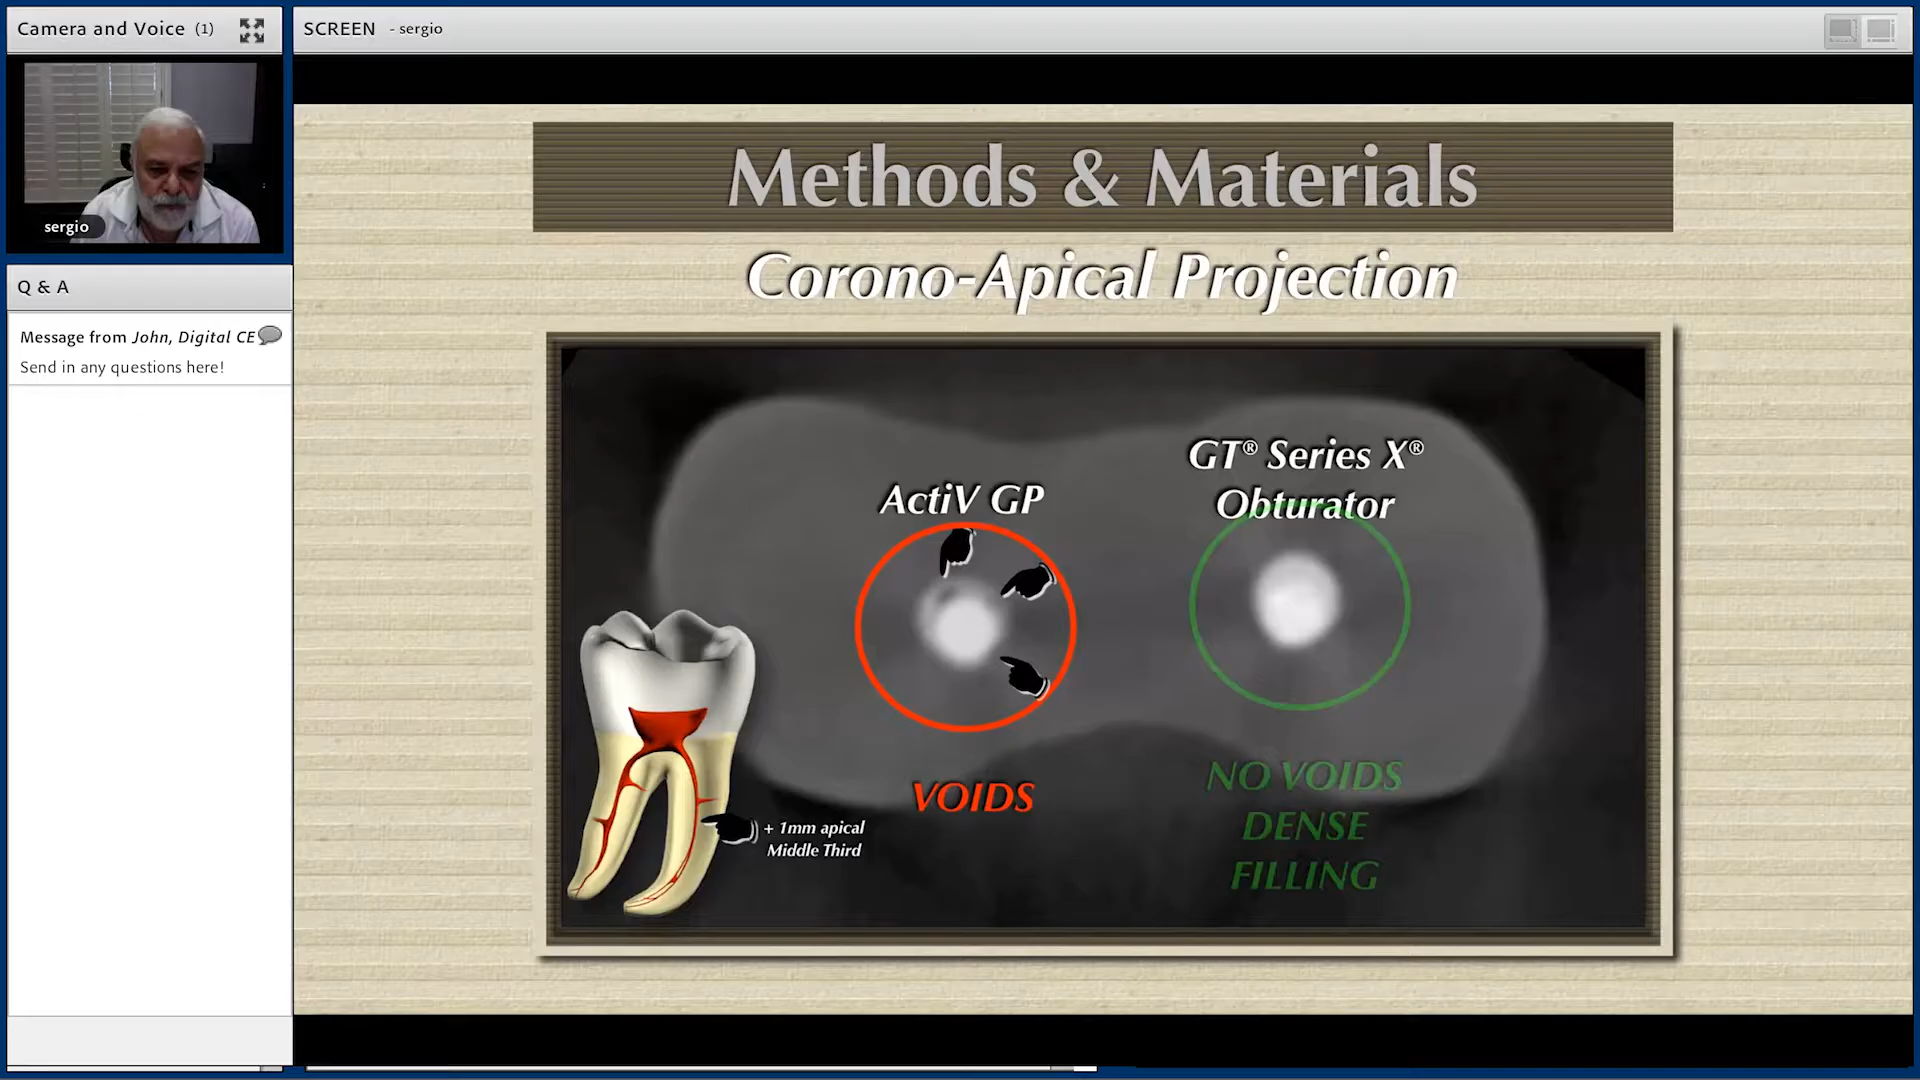 Camera and Voice (1)
sergio
Q & A
Message from John, Digital CE
Send in any questions here!
SCREEN - sergio
Methods & Materials
Corono-Apical Projection
ActiV GP
GT® Series X®
Obturator
VOIDS
NO VOIDS
DENSE
FILLING
+ 1mm apical
Middle Third